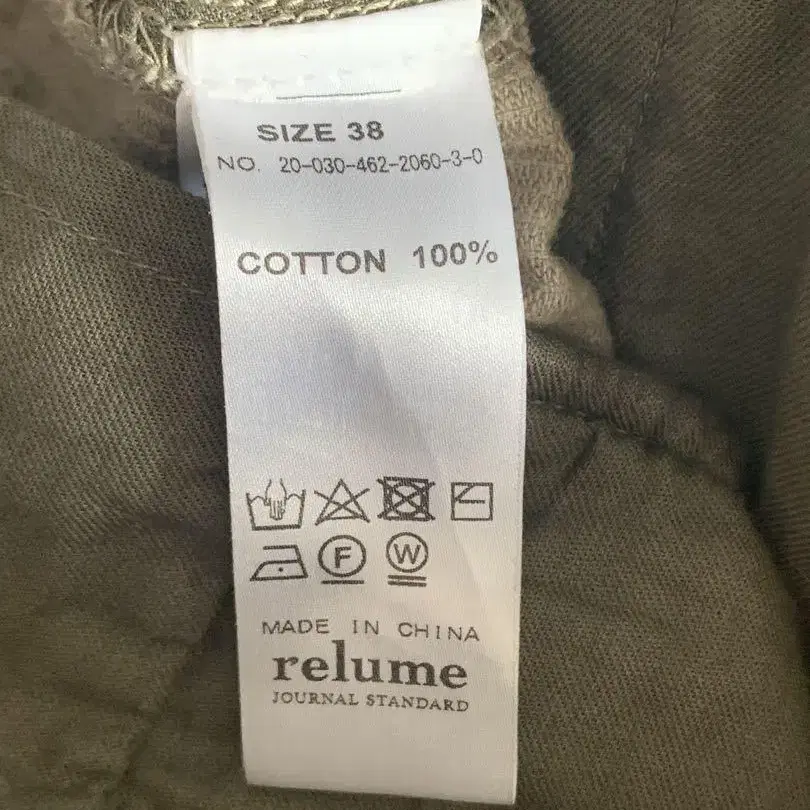 SIZE 38
NO. 20-030-462-2060-3-0
COTTON 100%
F W
MADE IN CHINA
relume
JOURNAL STANDARD